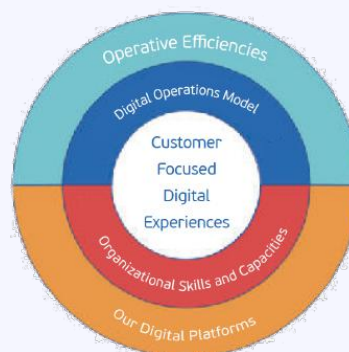 Operative Efficiencies
Digital Operations Model
Customer
Focused
Digital
Experiences
Organizational Skills and Capacities
Our Digital Platforms